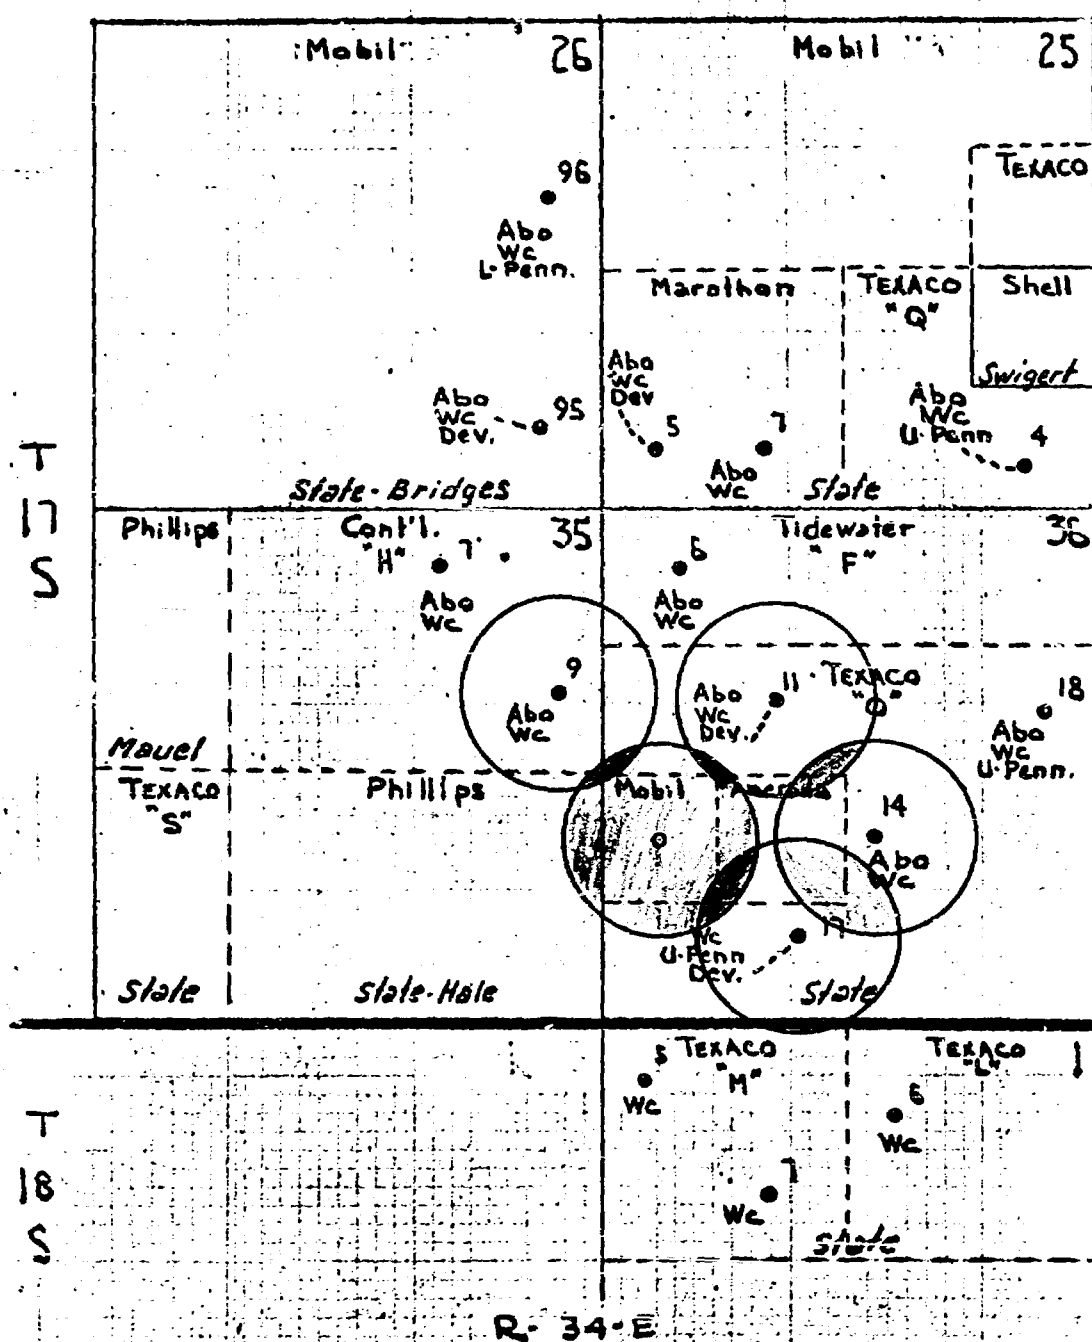 Mobil 26
Mobil 25
TEXACO
96
Abo
Wc
L-Penn.
Marathon
TEXACO
"Q"
Shell
Swigert
Abo
Wc
Dev.
95
Abo
Wc
Dev
5
7
Abo
Wc
Abo
Wc
U-Penn
4
State-Bridges
State
T
17
S
Phillips
Cont'l.
"H"
7
35
Abo
Wc
Tidewater
"F"
36
6
Abo
Wc
9
Abo
Wc
11
TEXACO
"Q"
Abo
Wc
Dev.
18
Abo
Wc
U-Penn.
Mauel
TEXACO
"S"
Phillips
Mobil
Amerada
14
Abo
Wc
17
Wc
U-Penn
Dev.
State
State-Hale
State
T
18
S
5
Wc
TEXACO
"M"
TEXACO
"L"
1
6
Wc
7
Wc
State
R-34-E